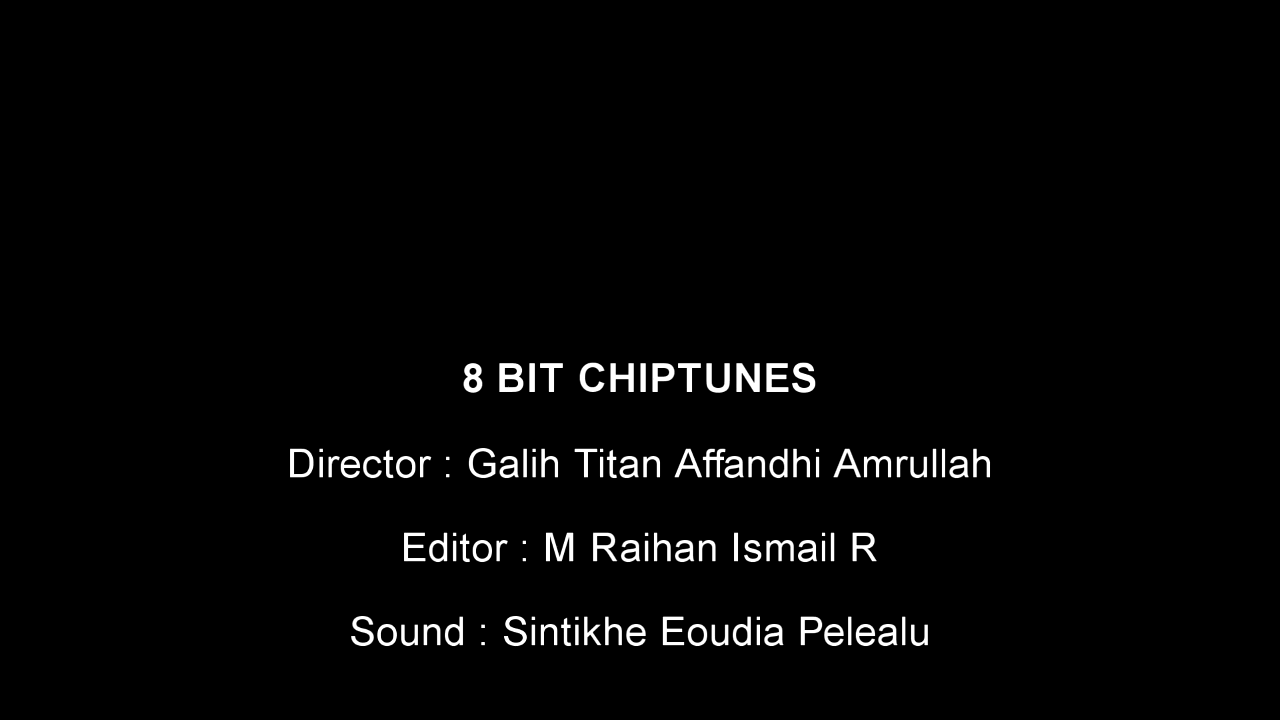 8 BIT CHIPTUNES
Director : Galih Titan Affandhi Amrullah
Editor : M Raihan Ismail R
Sound : Sintikhe Eoudia Pelealu